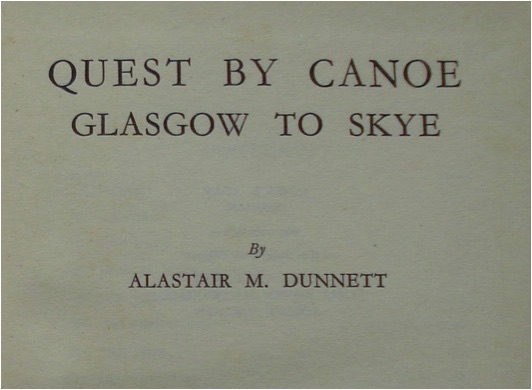 QUEST BY CANOE
GLASGOW TO SKYE
By
ALASTAIR M. DUNNETT